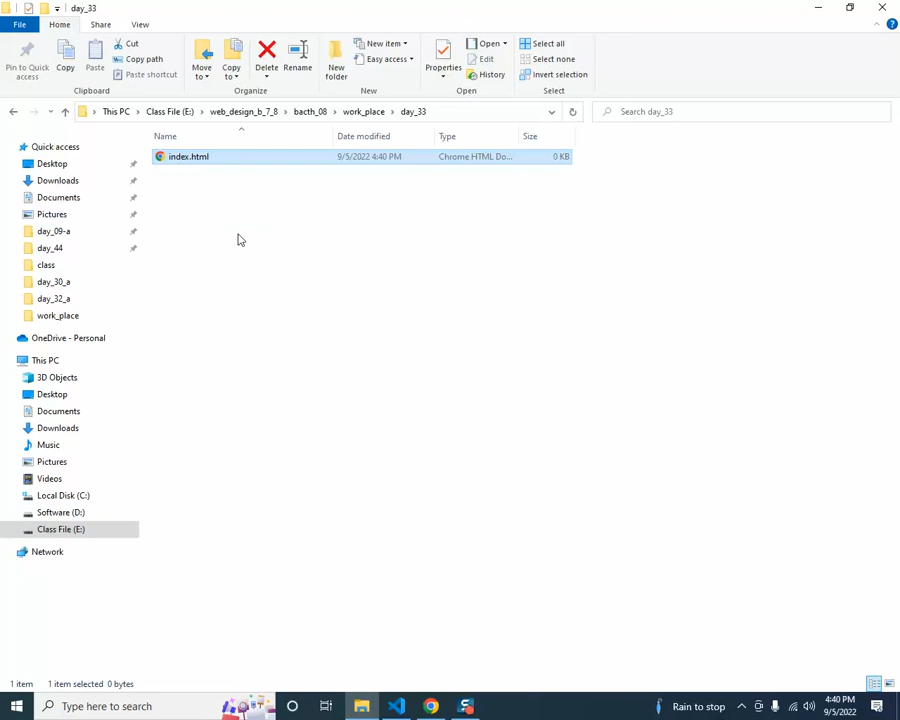 day_33
File
Home
Share
View
Pin to Quick access
Copy
Paste
Cut
Copy path
Paste shortcut
Clipboard
Move to
Copy to
Delete
Rename
Organize
New folder
New item
Easy access
New
Properties
Open
Edit
History
Open
Select all
Select none
Invert selection
Select
This PC > Class File (E:) > web_design_b_7_8 > bacth_08 > work_place > day_33
Search day_33
Name
Date modified
Type
Size
index.html
9/5/2022 4:40 PM
Chrome HTML Do...
0 KB
Quick access
Desktop
Downloads
Documents
Pictures
day_09-a
day_44
class
day_30_a
day_32_a
work_place
OneDrive - Personal
This PC
3D Objects
Desktop
Documents
Downloads
Music
Pictures
Videos
Local Disk (C:)
Software (D:)
Class File (E:)
Network
1 item
1 item selected 0 bytes
Type here to search
Rain to stop
4:40 PM
9/5/2022